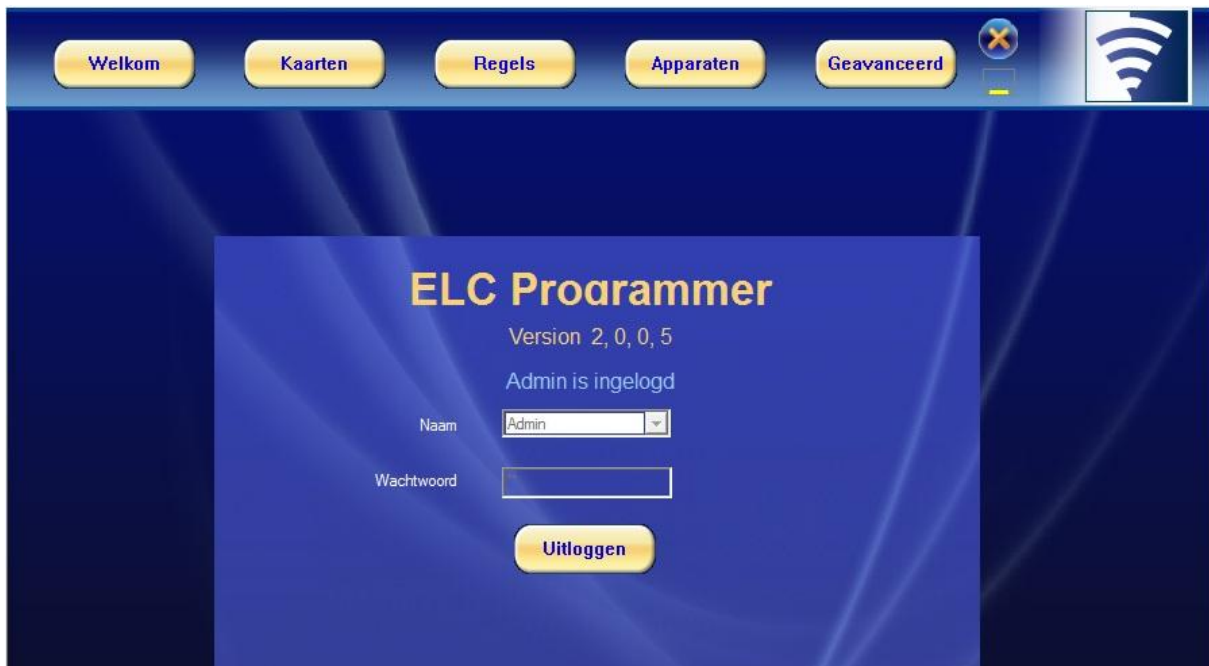 Welkom
Kaarten
Regels
Apparaten
Geavanceerd
ELC Programmer
Version 2, 0, 0, 5
Admin is ingelogd
Naam
Admin
Wachtwoord
Uitloggen